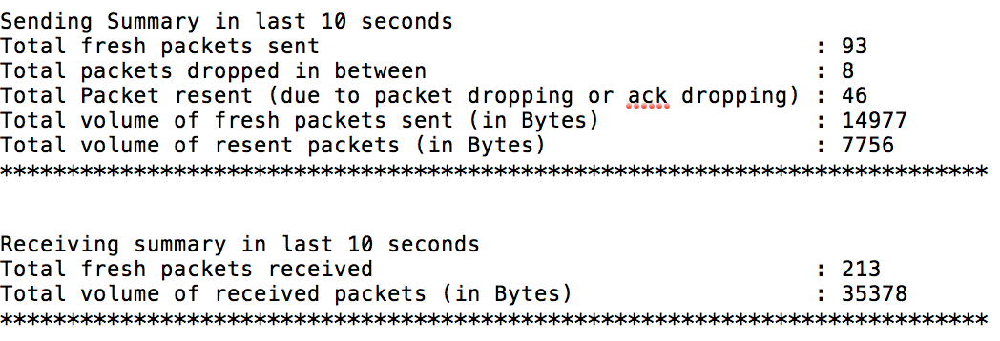 Sending Summary in last 10 seconds
Total fresh packets sent : 93
Total packets dropped in between : 8
Total Packet resent (due to packet dropping or ack dropping) : 46
Total volume of fresh packets sent (in Bytes) : 14977
Total volume of resent packets (in Bytes) : 7756
**************************************************************************
Receiving summary in last 10 seconds
Total fresh packets received : 213
Total volume of received packets (in Bytes) : 35378
**************************************************************************